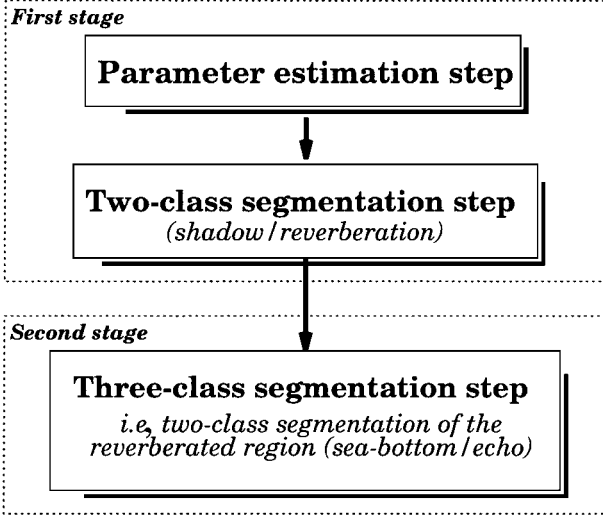 First stage
Parameter estimation step
Two-class segmentation step
(shadow/reverberation)
Second stage
Three-class segmentation step
i.e, two-class segmentation of the
reverberated region (sea-bottom/echo)